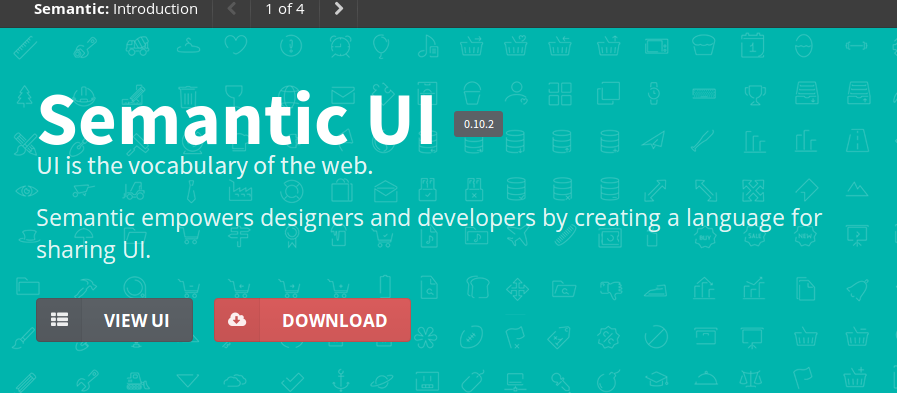 Semantic: Introduction
1 of 4
Semantic UI
0.10.2
UI is the vocabulary of the web.
Semantic empowers designers and developers by creating a language for
sharing UI.
VIEW UI
DOWNLOAD